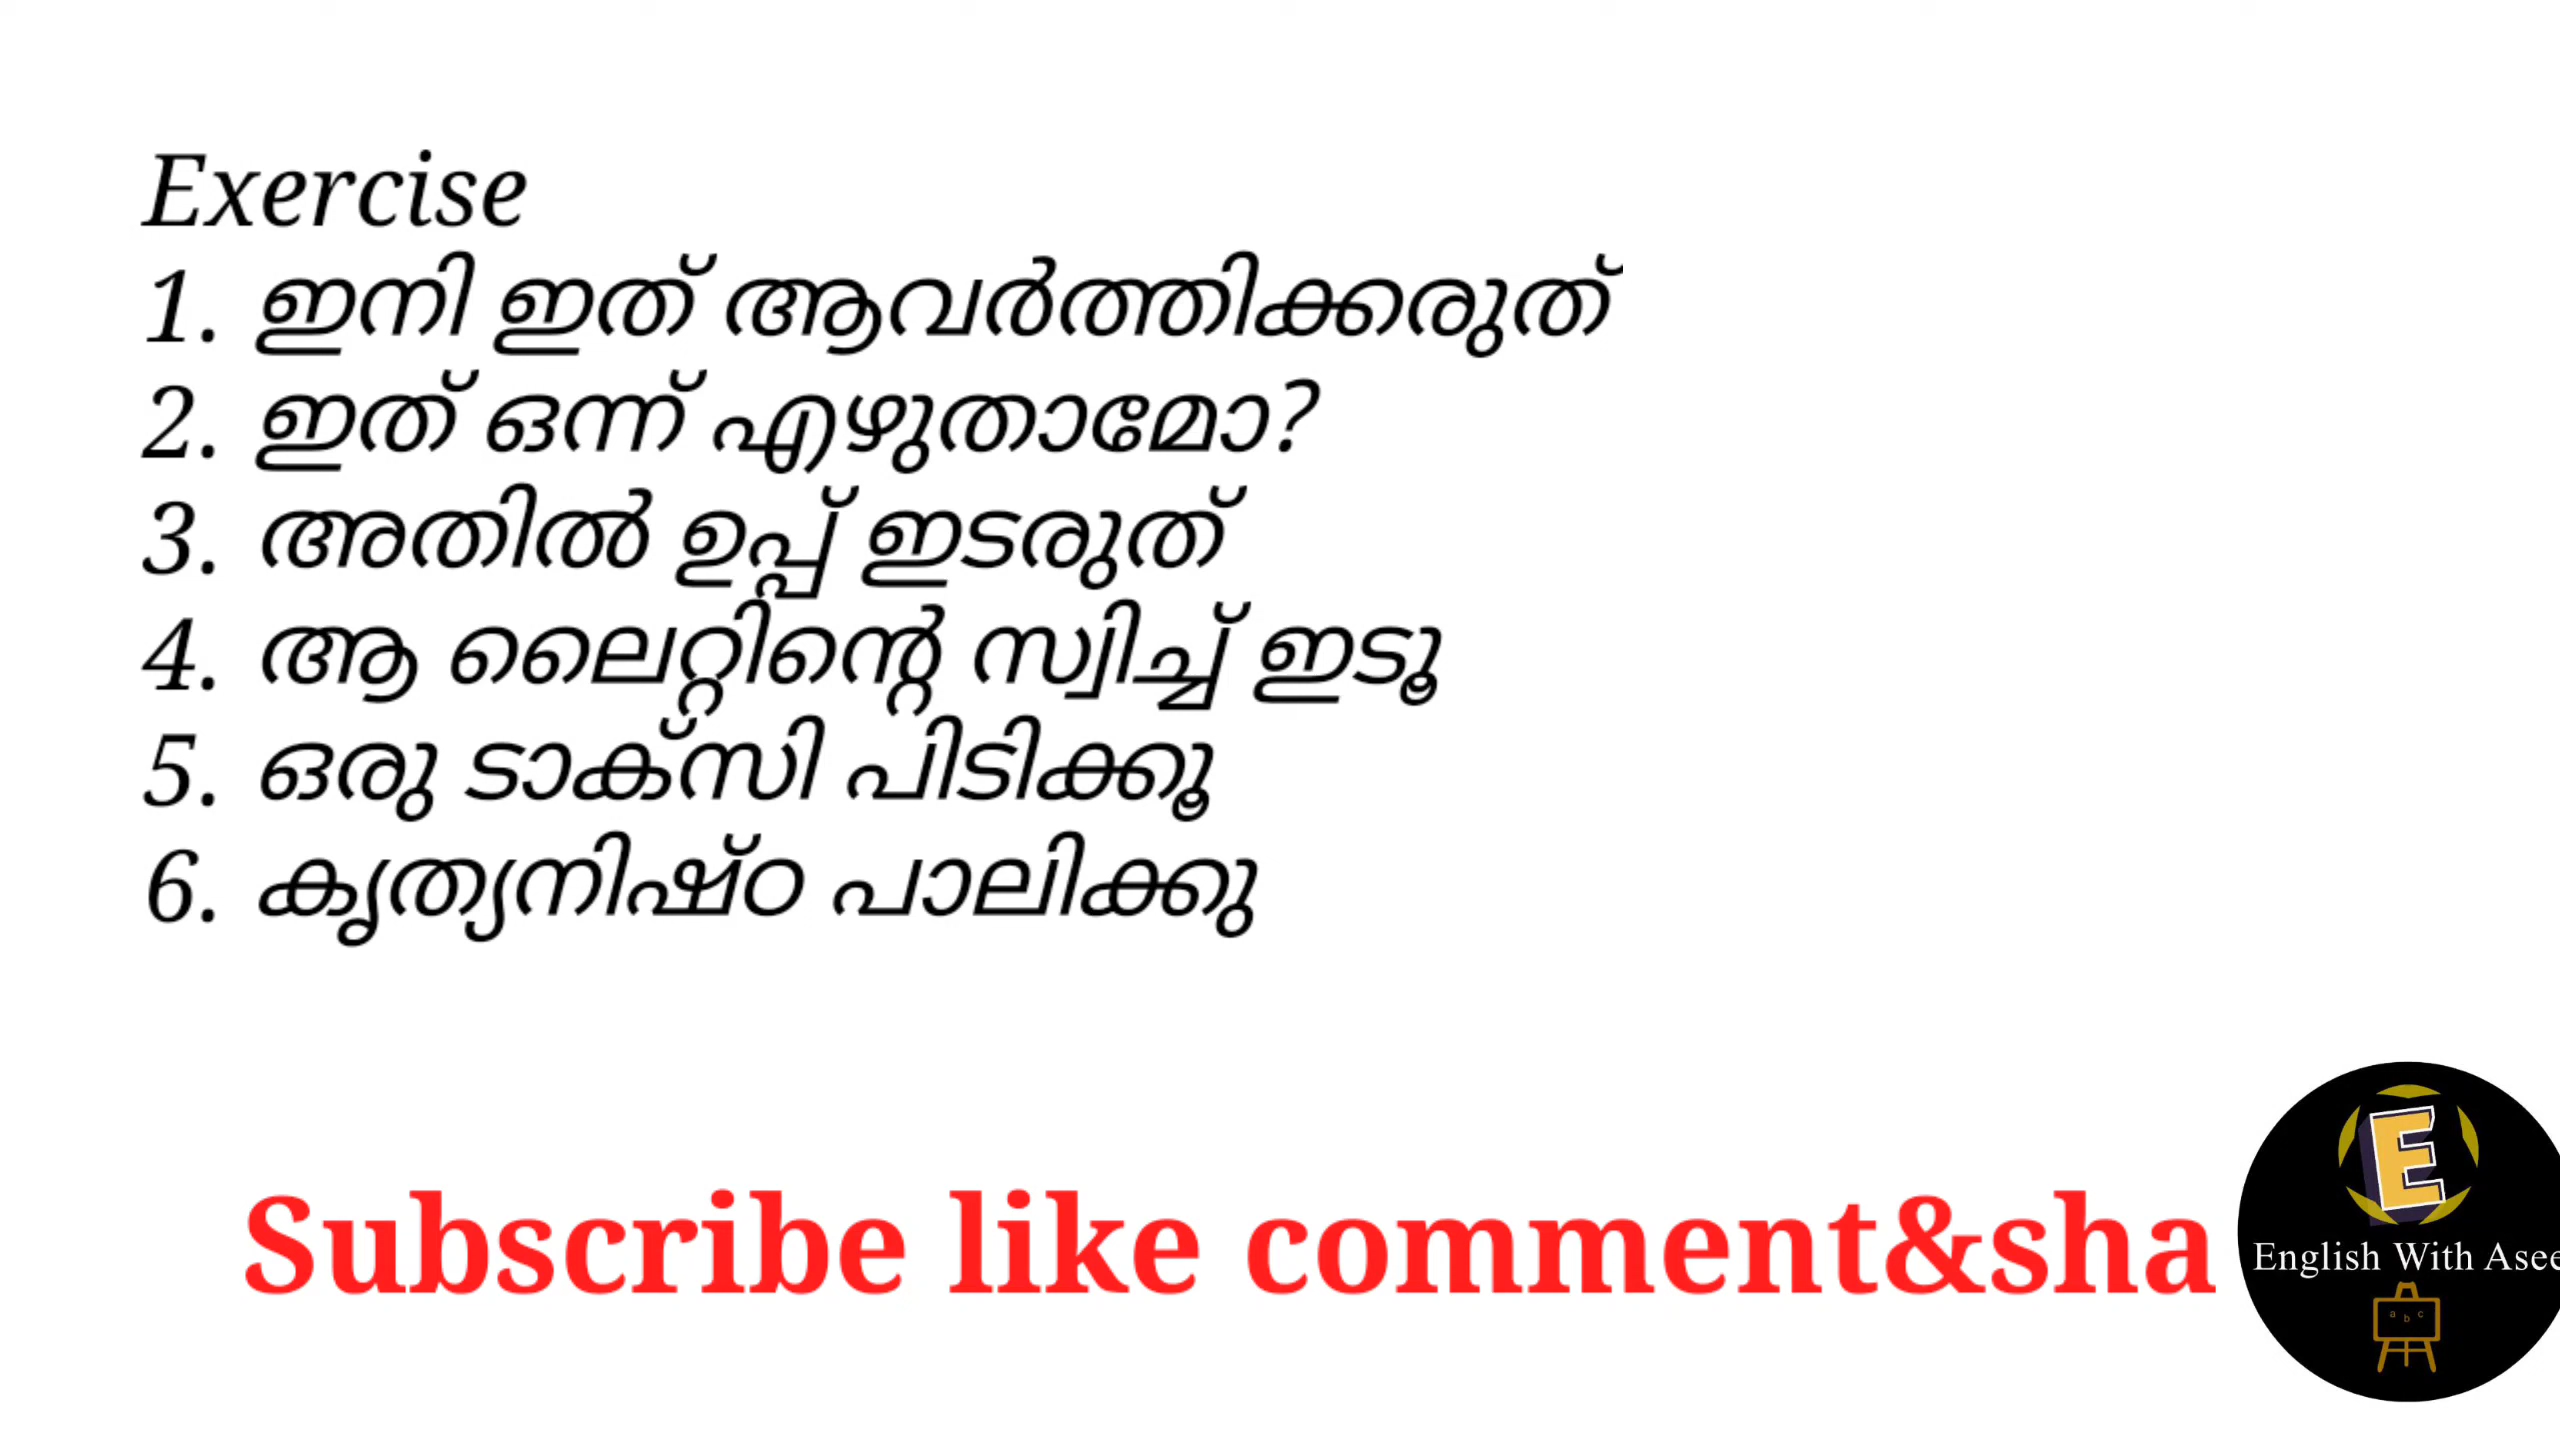 Exercise
1. ഇനി ഇത് ആവർത്തിക്കരുത്
2. ഇത് ഒന്ന് എഴുതാമോ?
3. അതിൽ ഉപ്പ് ഇടരുത്
4. ആ ലൈറ്റിന്റെ സ്വിച്ച് ഇടൂ
5. ഒരു ടാക്സി പിടിക്കൂ
6. കൃത്യനിഷ്ഠ പാലിക്കു
E
English With Asee
a b c
Subscribe like comment&sha